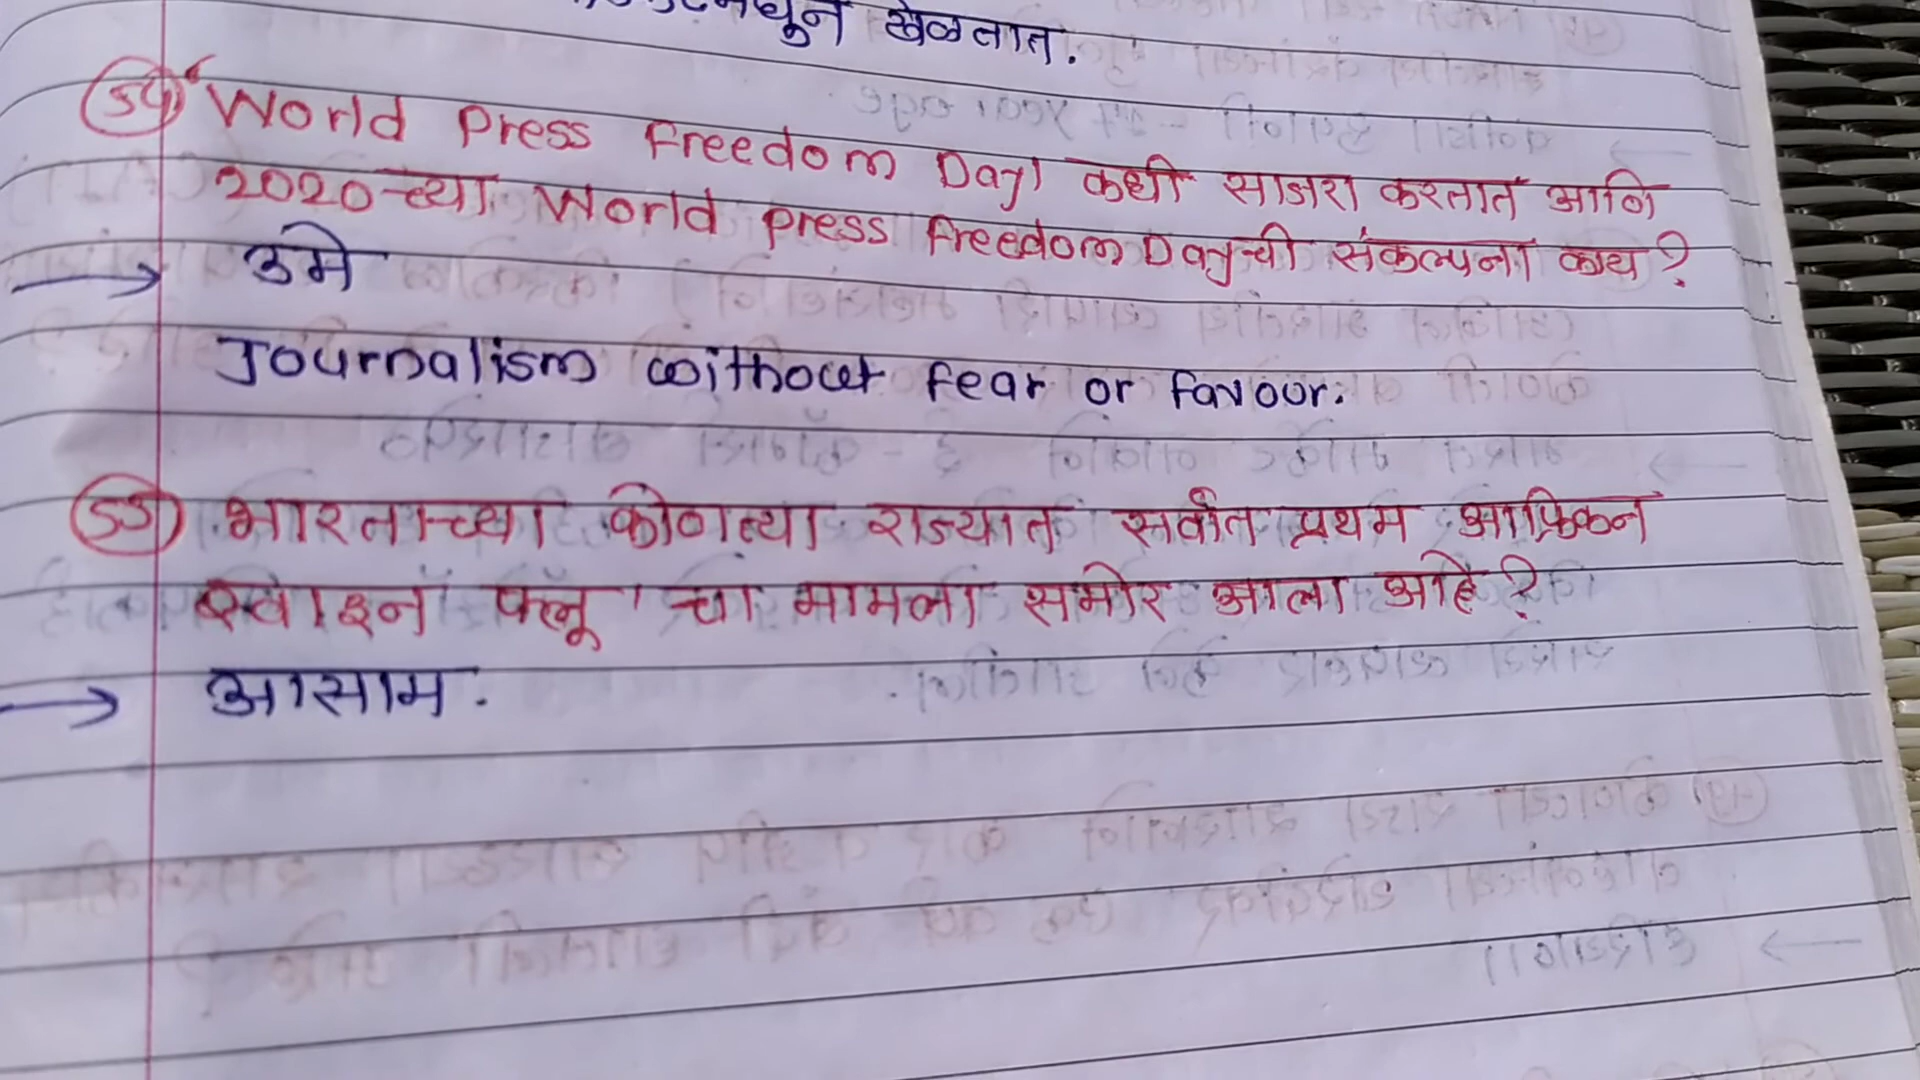 खेळतात.
54) World Press Freedom Day कधी साजरा करतात आणि
2020-च्या World press freedom Day ची संकल्पना काय?
→ 3 मे
Journalism without fear or favour.
55) भारताच्या कोणत्या राज्यात सर्वात प्रथम आफ्रिकन
स्वाइन फ्लू' चा मामला समोर आला आहे?
→ आसाम.